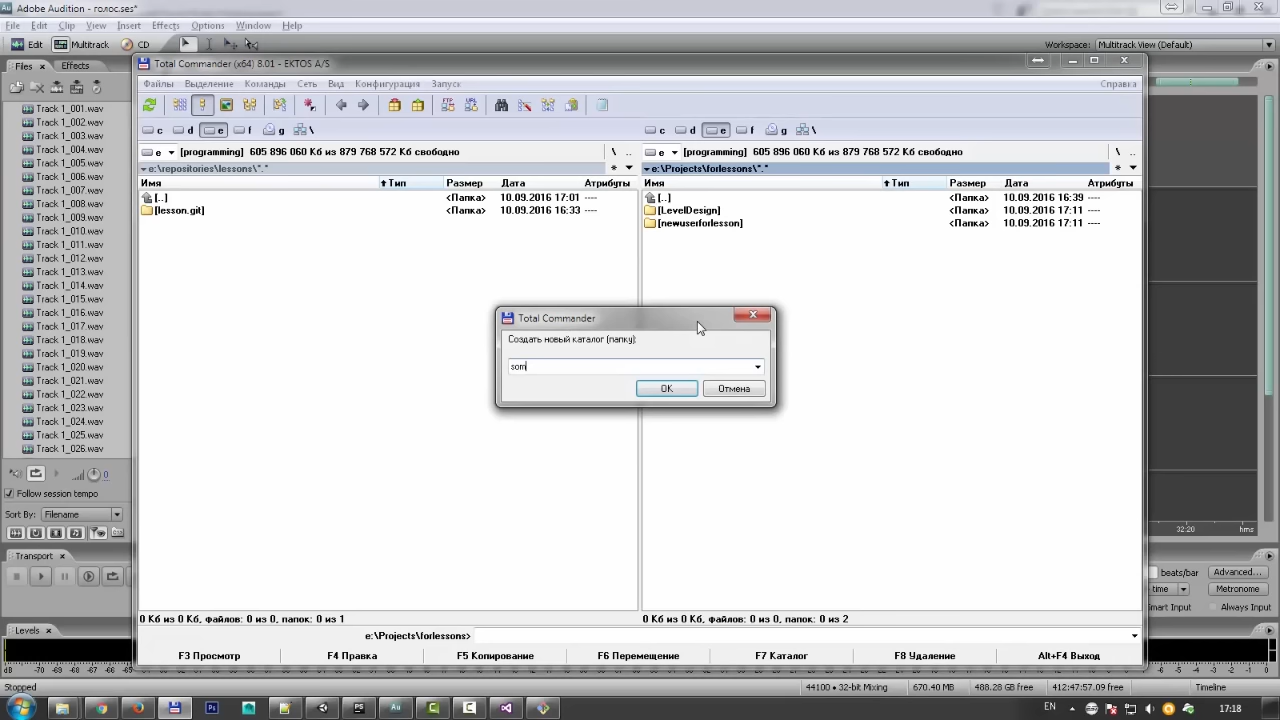 Adobe Audition - голос.ses*
File Edit Clip View Insert Effects Options Window Help
Edit Multitrack CD
Workspace: Multitrack View (Default)
Files x Effects
Track 1_001.wav
Track 1_002.wav
Track 1_003.wav
Track 1_004.wav
Track 1_005.wav
Track 1_006.wav
Track 1_007.wav
Track 1_008.wav
Track 1_009.wav
Track 1_010.wav
Track 1_011.wav
Track 1_012.wav
Track 1_013.wav
Track 1_014.wav
Track 1_015.wav
Track 1_016.wav
Track 1_017.wav
Track 1_018.wav
Track 1_019.wav
Track 1_020.wav
Track 1_021.wav
Track 1_022.wav
Track 1_023.wav
Track 1_024.wav
Track 1_025.wav
Track 1_026.wav
0
Follow session tempo
Sort By: Filename
Transport x
Levels x
Total Commander (x64) 8.01 - EKTOS A/S
Файлы Выделение Команды Сеть Вид Конфигурация Запуск Справка
c d e f g \
e [programming] 605 896 060 Кб из 879 768 572 Кб свободно \ ..
e:\repositories\lessons\*.* *
Имя Тип Размер Дата Атрибуты
[..] <Папка> 10.09.2016 17:01 ----
[lesson.git] <Папка> 10.09.2016 16:33 ----
0 Кб из 0 Кб, файлов: 0 из 0, папок: 0 из 1
c d e f g \
e [programming] 605 896 060 Кб из 879 768 572 Кб свободно \ ..
e:\Projects\forlessons\*.* *
Имя Тип Размер Дата Атрибуты
[..] <Папка> 10.09.2016 16:39 ----
[LevelDesign] <Папка> 10.09.2016 17:11 ----
[newuserforlesson] <Папка> 10.09.2016 17:11 ----
0 Кб из 0 Кб, файлов: 0 из 0, папок: 0 из 2
Total Commander
Создать новый каталог (папку):
som
OK Отмена
e:\Projects\forlessons>
F3 Просмотр F4 Правка F5 Копирование F6 Перемещение F7 Каталог F8 Удаление Alt+F4 Выход
32:20 hms
beats/bar Advanced...
time Metronome
Smart Input Always Input
dB -70 -69 -68
Stopped 44100 • 32-bit Mixing 670.40 MB 488.28 GB free 412:47:57.09 free Timeline
EN 17:18